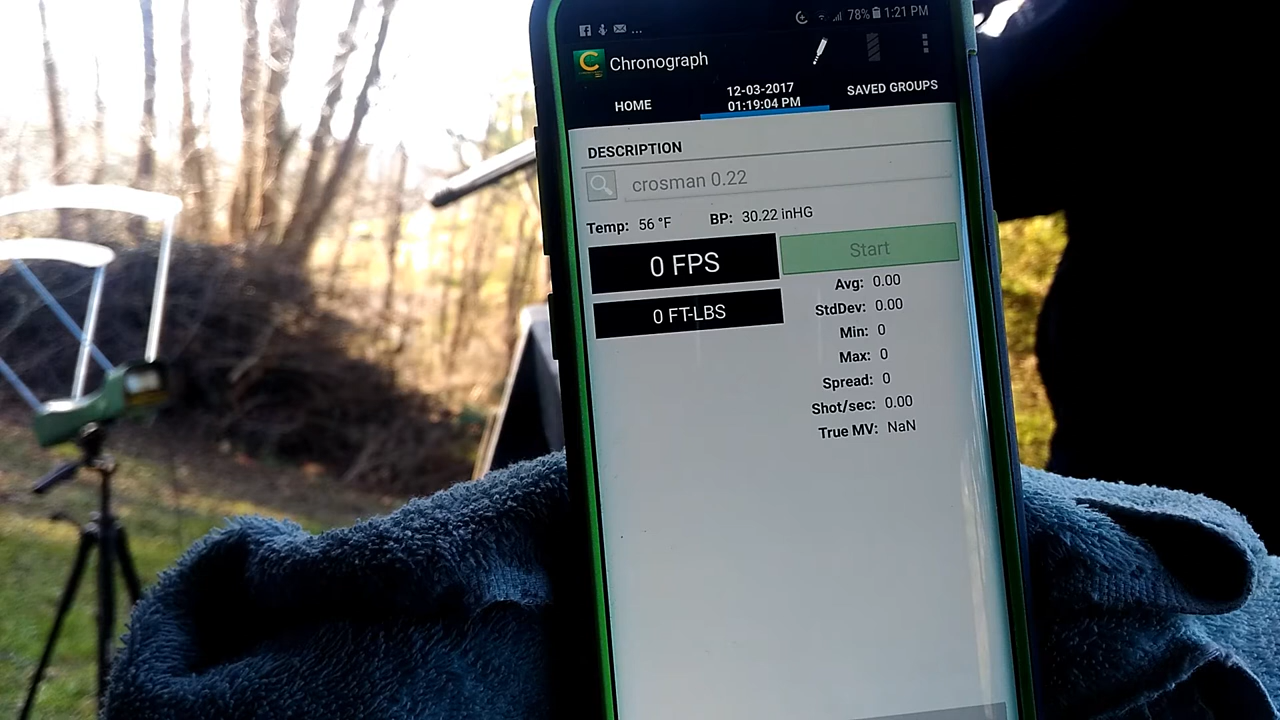 78% 1:21 PM
C Chronograph
HOME
12-03-2017
01:19:04 PM
SAVED GROUPS
DESCRIPTION
crosman 0.22
Temp: 56 °F BP: 30.22 inHG
0 FPS
Start
0 FT-LBS
Avg: 0.00
StdDev: 0.00
Min: 0
Max: 0
Spread: 0
Shot/sec: 0.00
True MV: NaN